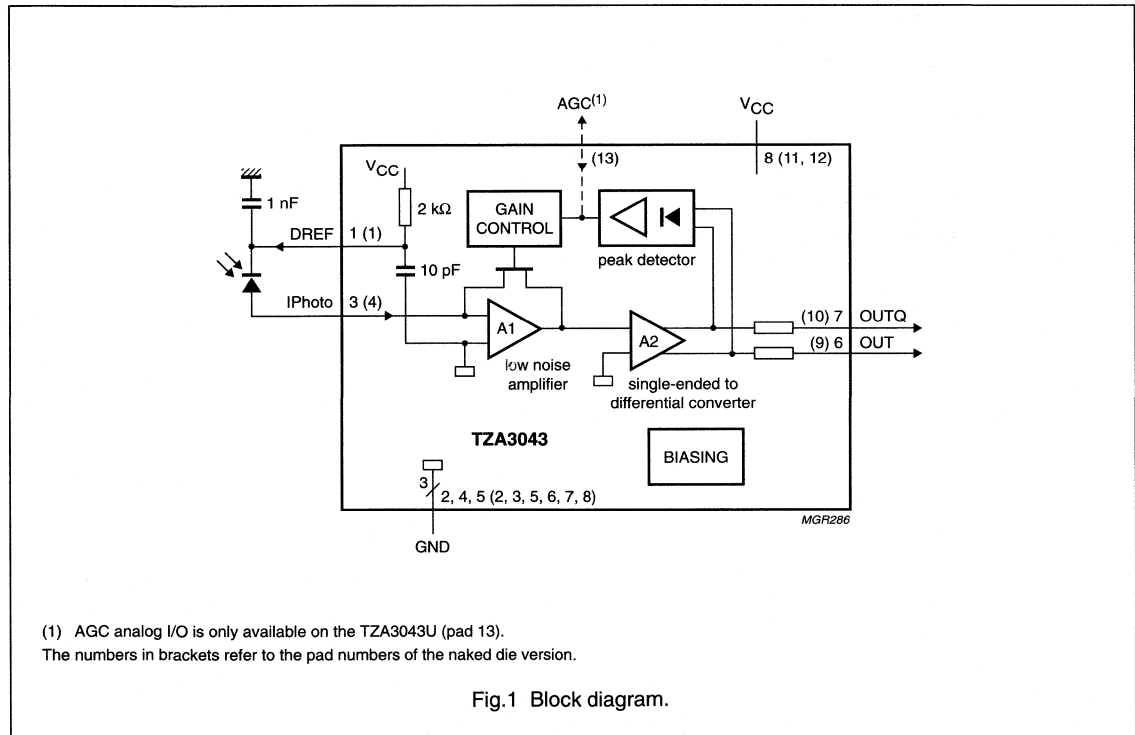 AGC(1)
VCC
(13)
8 (11, 12)
VCC
1 nF
2 kΩ
GAIN
CONTROL
DREF
1 (1)
peak detector
10 pF
IPhoto
3 (4)
A1
A2
(10) 7
OUTQ
(9) 6
OUT
low noise
amplifier
single-ended to
differential converter
TZA3043
BIASING
3
2, 4, 5 (2, 3, 5, 6, 7, 8)
MGR286
GND
(1) AGC analog I/O is only available on the TZA3043U (pad 13).
The numbers in brackets refer to the pad numbers of the naked die version.
Fig.1 Block diagram.